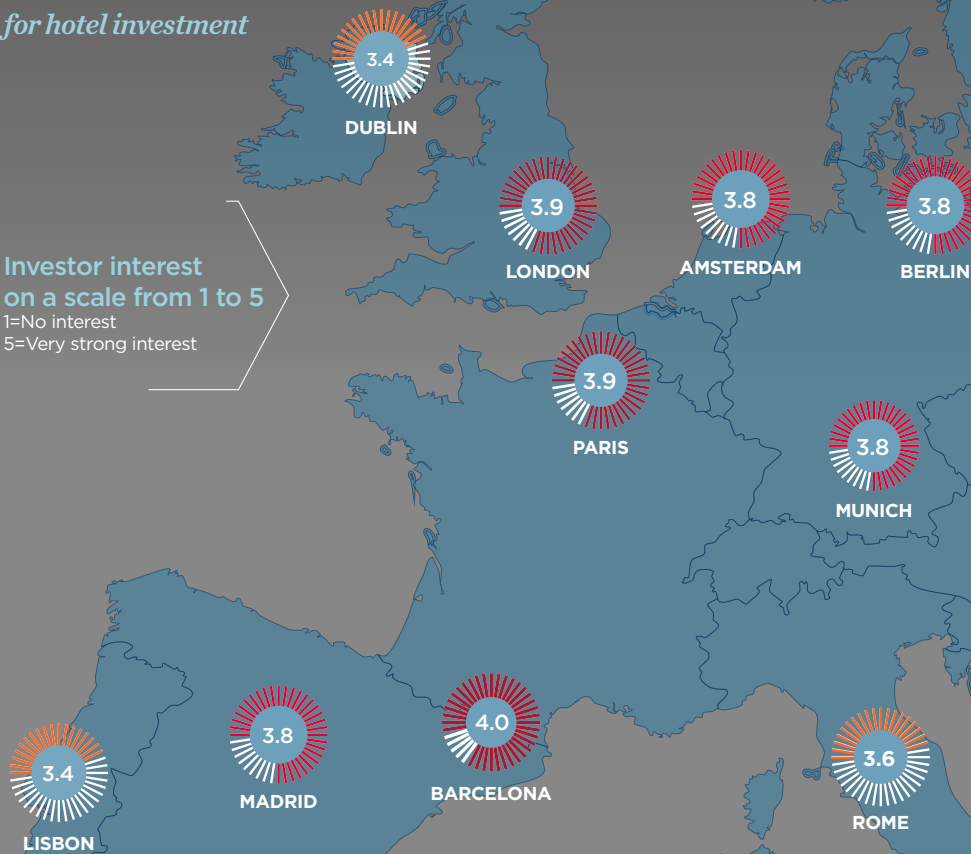 for hotel investment
3.4
DUBLIN
3.9
LONDON
3.8
AMSTERDAM
3.8
BERLIN
Investor interest
on a scale from 1 to 5
1=No interest
5=Very strong interest
3.9
PARIS
3.8
MUNICH
3.4
LISBON
3.8
MADRID
4.0
BARCELONA
3.6
ROME